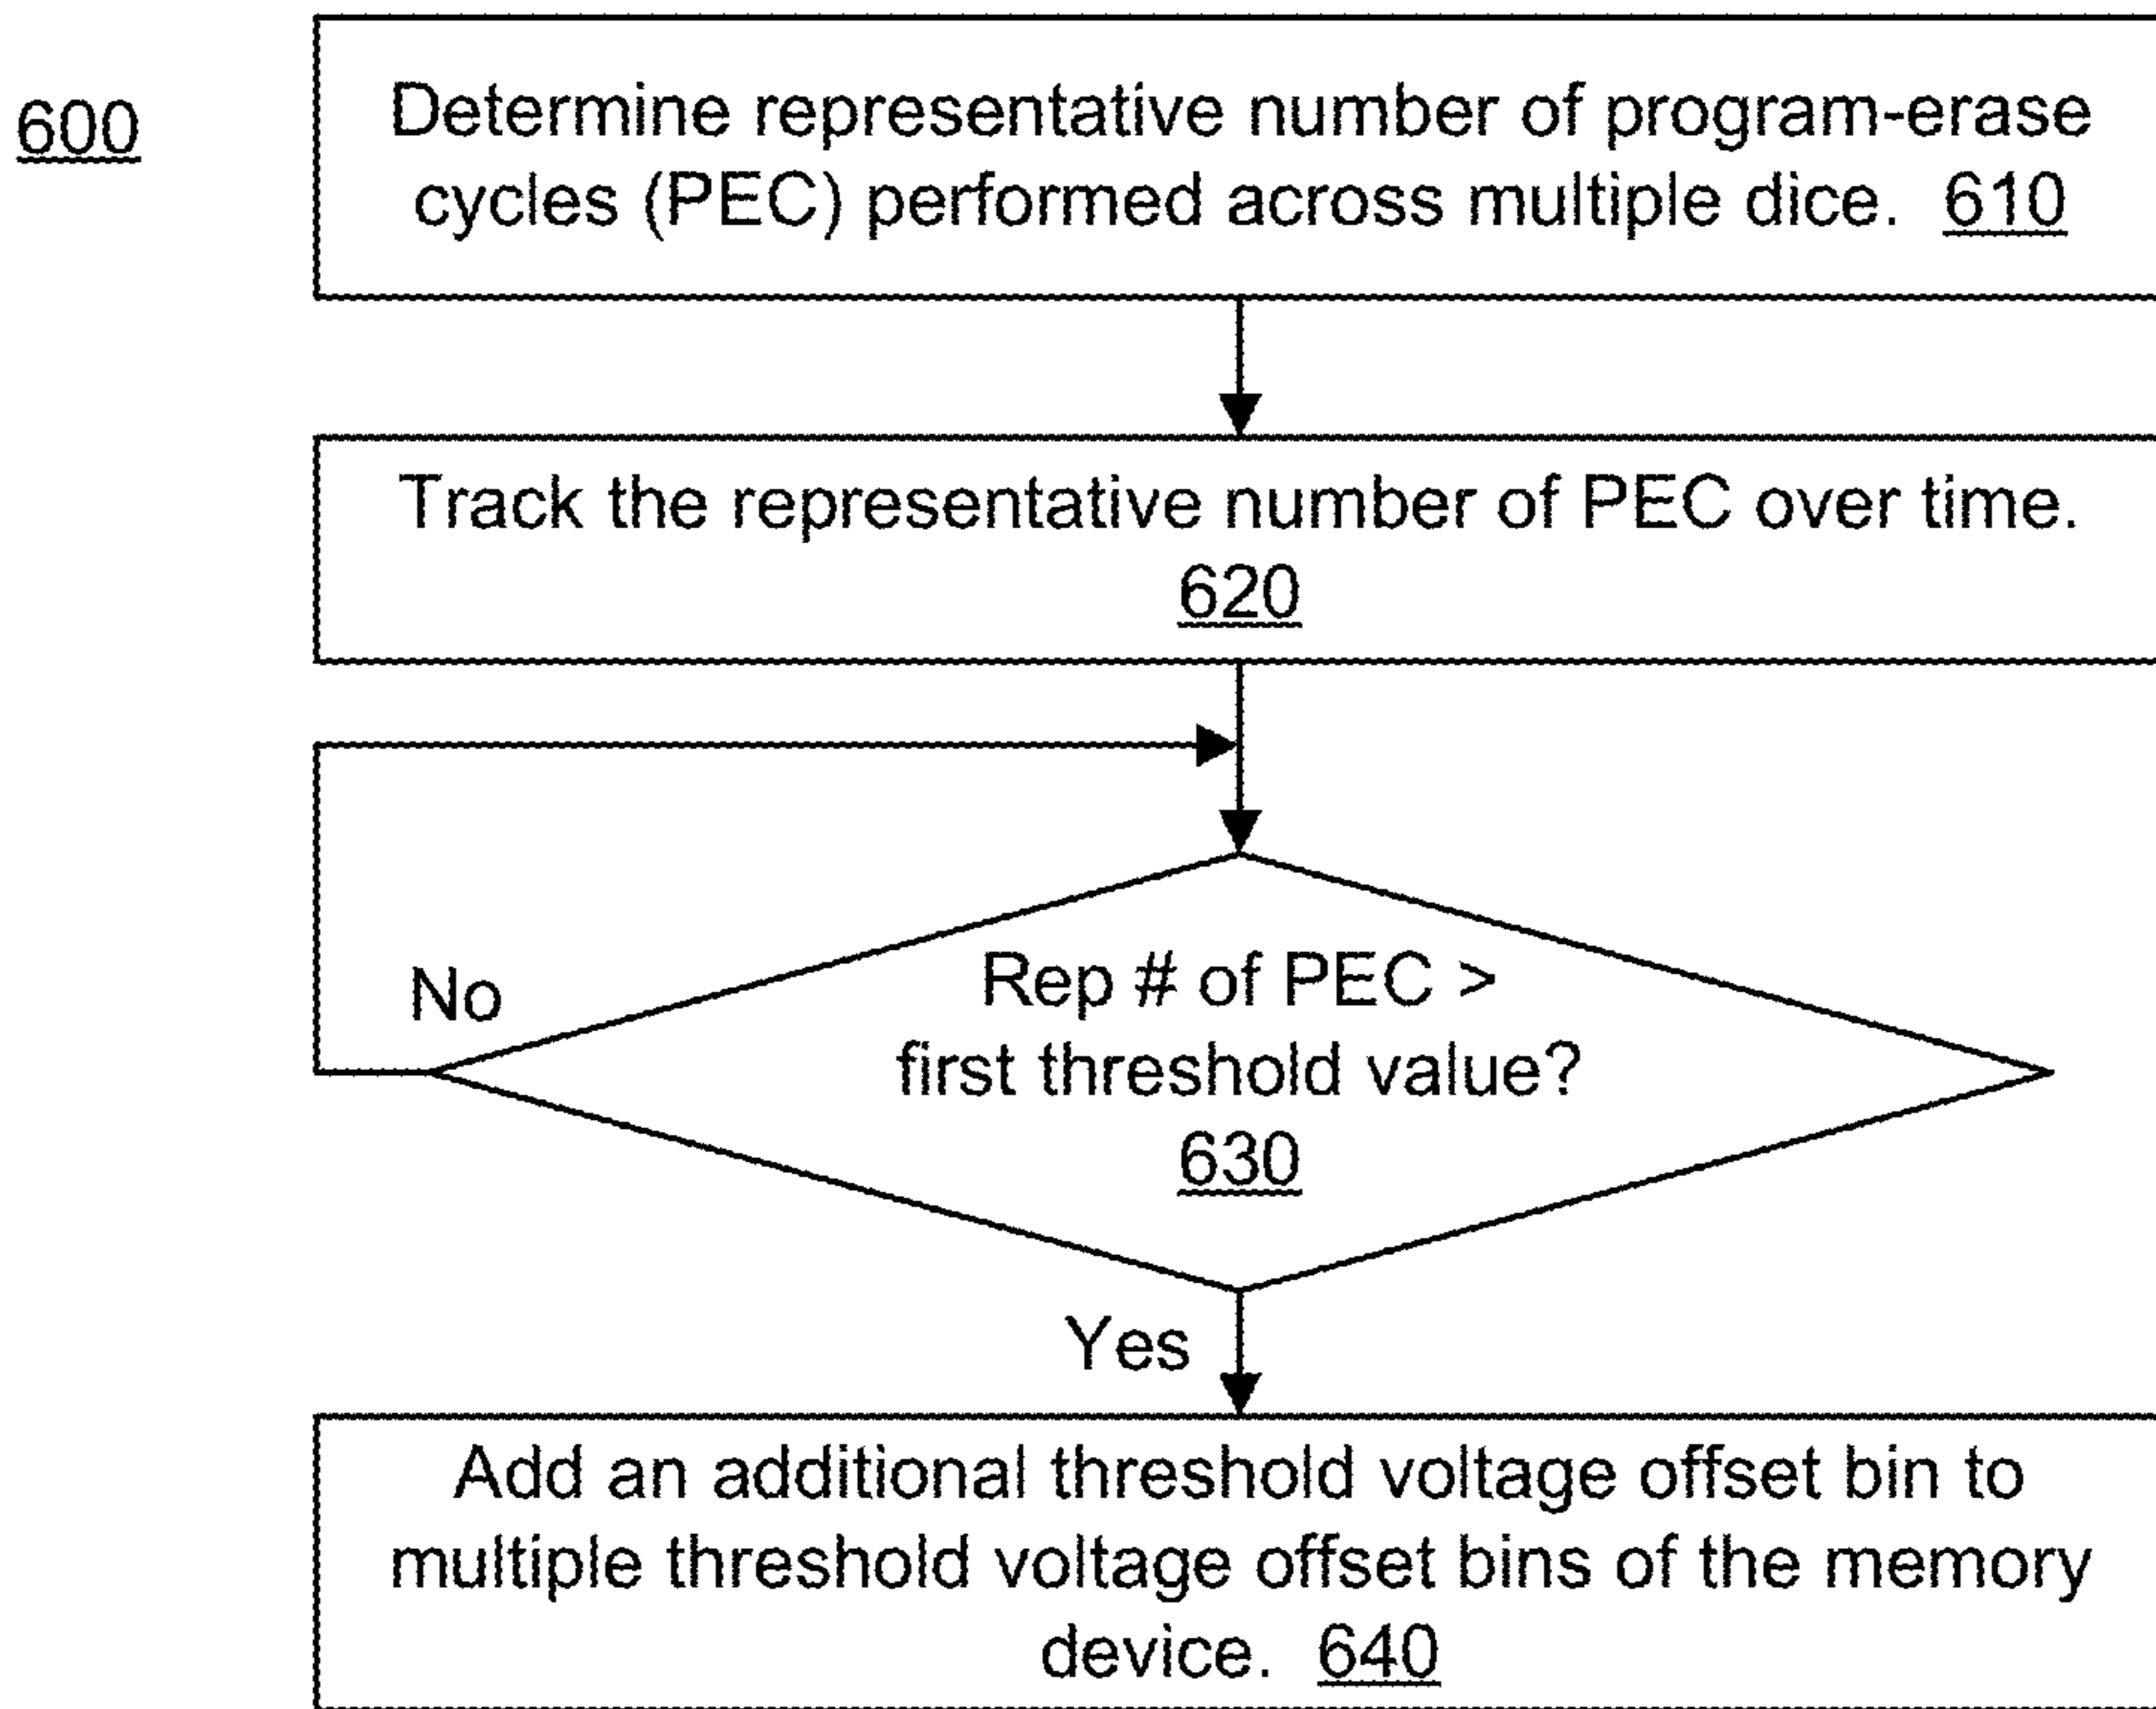 600
Determine representative number of program-erase
cycles (PEC) performed across multiple dice. 610
Track the representative number of PEC over time.
620
No
Rep # of PEC >
first threshold value?
630
Yes
Add an additional threshold voltage offset bin to
multiple threshold voltage offset bins of the memory
device. 640